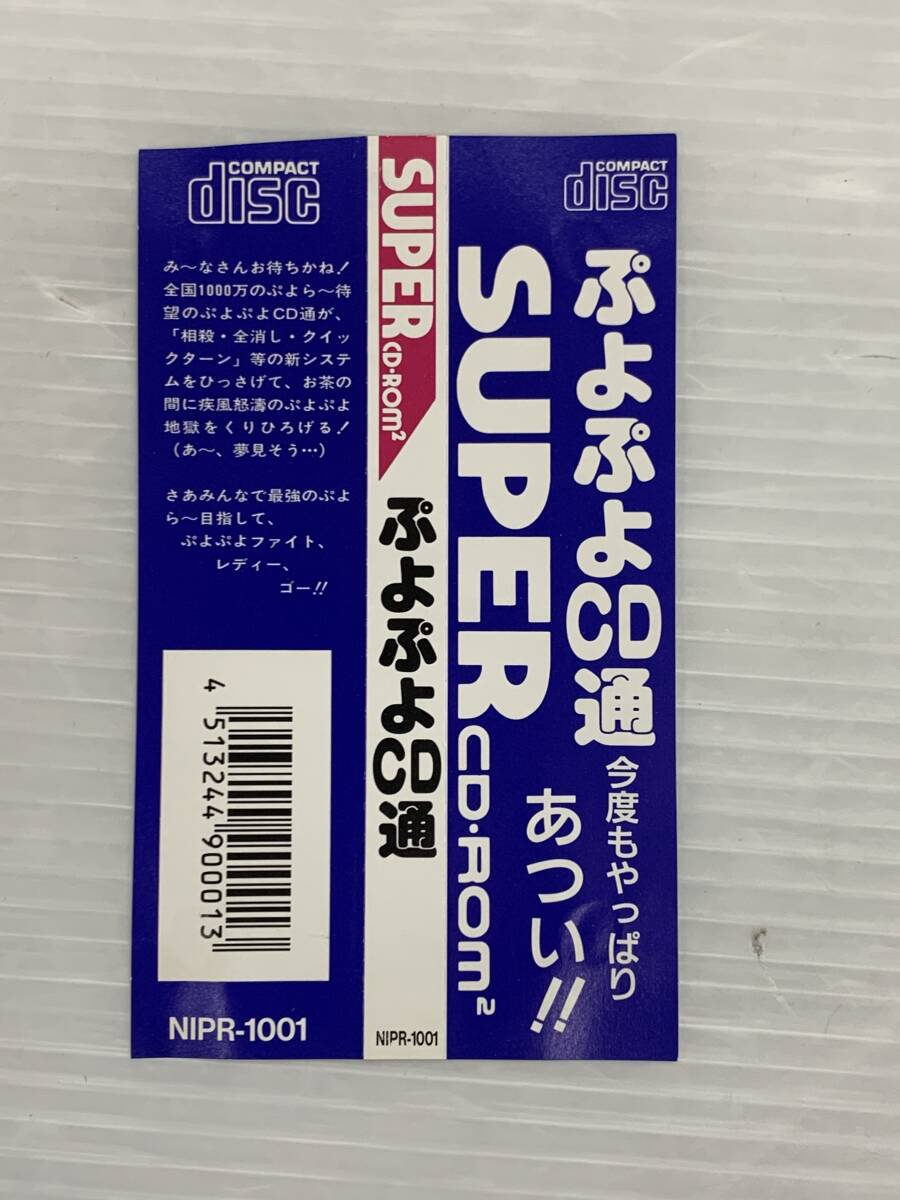 COMPACT
disc
み〜なさんお待ちかね!
全国1000万のぷよら〜待
望のぷよぷよCD通が、
「相殺・全消し・クイッ
クターン」等の新システ
ムをひっさげて、お茶の
間に疾風怒濤のぷよぷよ
地獄をくりひろげる!
(あ〜、夢見そう…)
さあみんなで最強のぷよ
ら〜目指して、
ぷよぷよファイト、
レディー、
ゴー!!
4 513244 900013
NIPR-1001
SUPER CD・ROM²
ぷよぷよCD通
NIPR-1001
COMPACT
disc
ぷよぷよCD通
今度もやっぱり
あつい!!
SUPER CD・ROM²